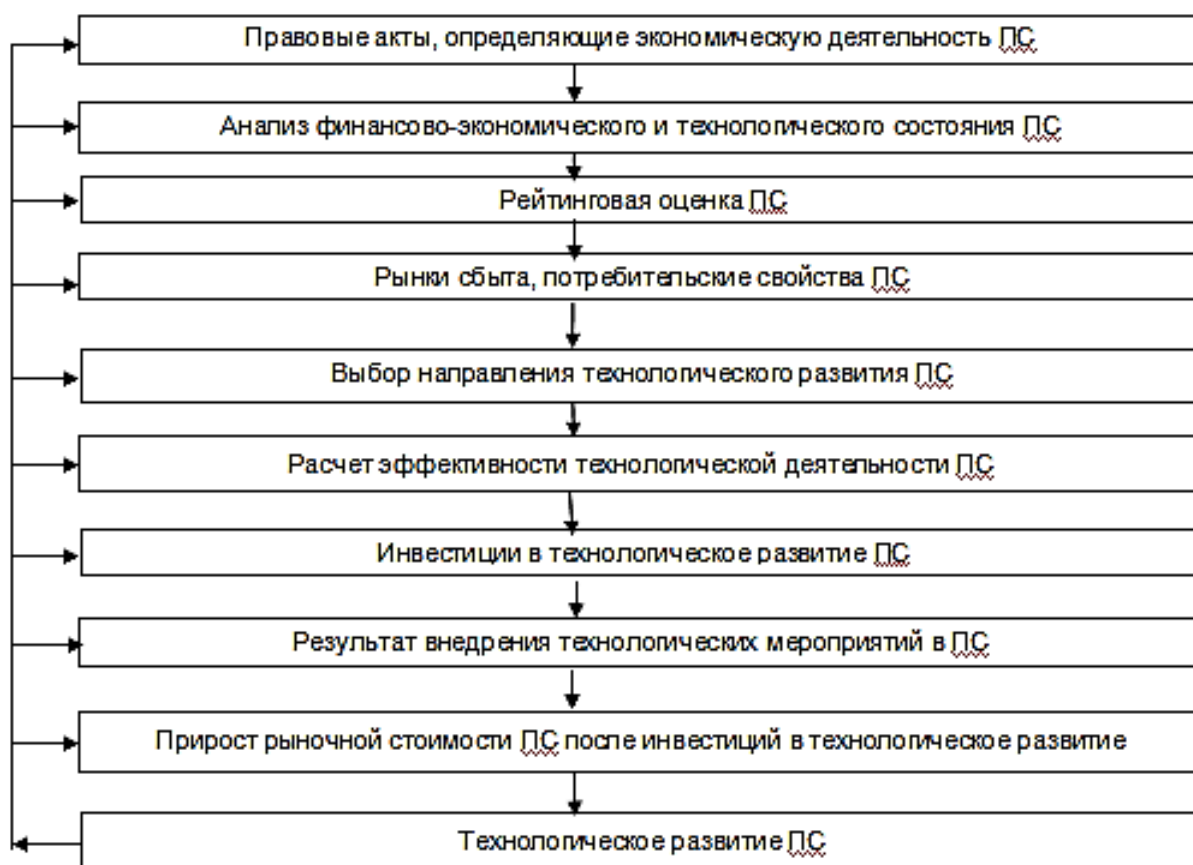 Правовые акты, определяющие экономическую деятельность ПС
Анализ финансово-экономического и технологического состояния ПС
Рейтинговая оценка ПС
Рынки сбыта, потребительские свойства ПС
Выбор направления технологического развития ПС
Расчет эффективности технологической деятельности ПС
Инвестиции в технологическое развитие ПС
Результат внедрения технологических мероприятий в ПС
Прирост рыночной стоимости ПС после инвестиций в технологическое развитие
Технологическое развитие ПС